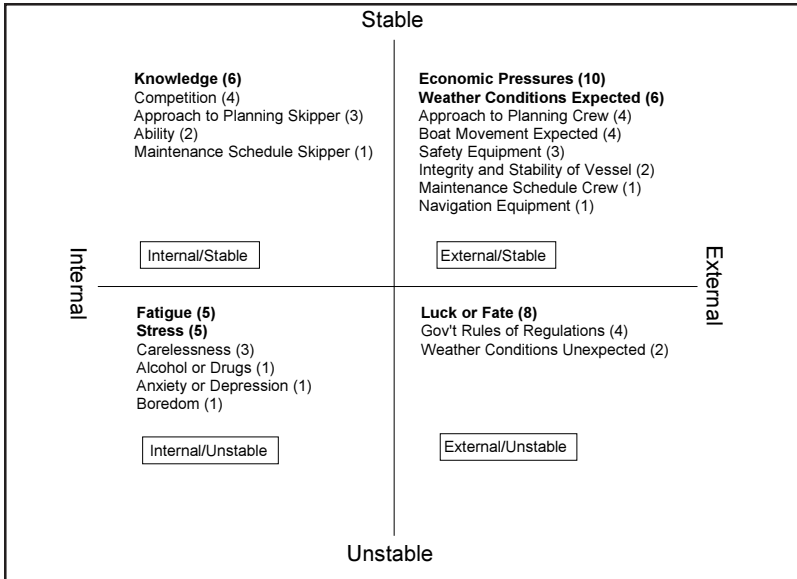 Stable
Knowledge (6)
Competition (4)
Approach to Planning Skipper (3)
Ability (2)
Maintenance Schedule Skipper (1)
Internal/Stable
Economic Pressures (10)
Weather Conditions Expected (6)
Approach to Planning Crew (4)
Boat Movement Expected (4)
Safety Equipment (3)
Integrity and Stability of Vessel (2)
Maintenance Schedule Crew (1)
Navigation Equipment (1)
External/Stable
Internal
External
Fatigue (5)
Stress (5)
Carelessness (3)
Alcohol or Drugs (1)
Anxiety or Depression (1)
Boredom (1)
Internal/Unstable
Luck or Fate (8)
Gov't Rules of Regulations (4)
Weather Conditions Unexpected (2)
External/Unstable
Unstable